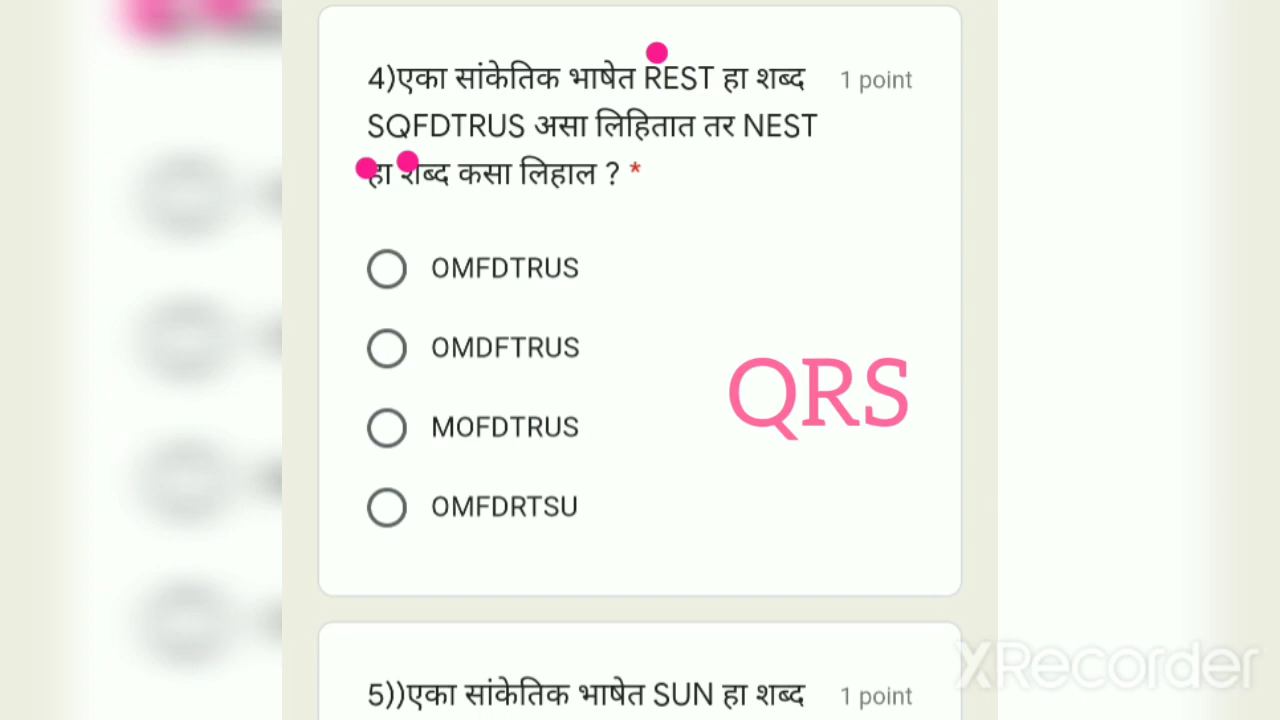 4)एका सांकेतिक भाषेत REST हा शब्द 1 point
SQFDTRUS असा लिहितात तर NEST
हा शब्द कसा लिहाल ? *
OMFDTRUS
OMDFTRUS
MOFDTRUS
OMFDRTSU
QRS
5))एका सांकेतिक भाषेत SUN हा शब्द 1 point
XRecorder